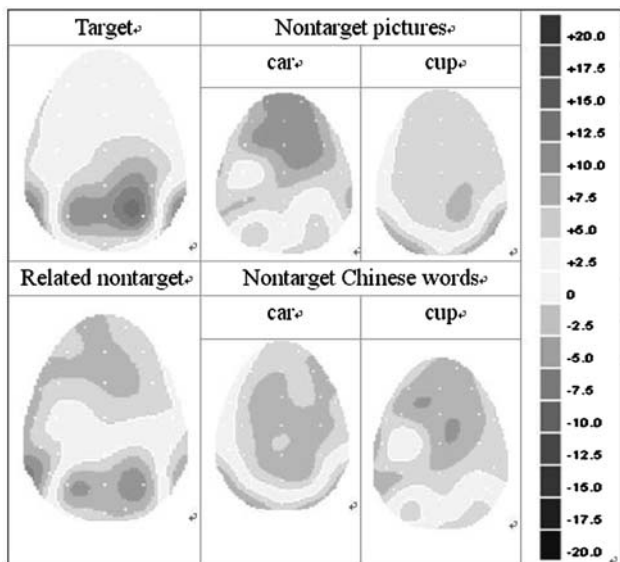 Target
Nontarget pictures
car
cup
Related nontarget
Nontarget Chinese words
car
cup
+20.0
+17.5
+15.0
+12.5
+10.0
+7.5
+5.0
+2.5
0
-2.5
-5.0
-7.5
-10.0
-12.5
-15.0
-17.5
-20.0